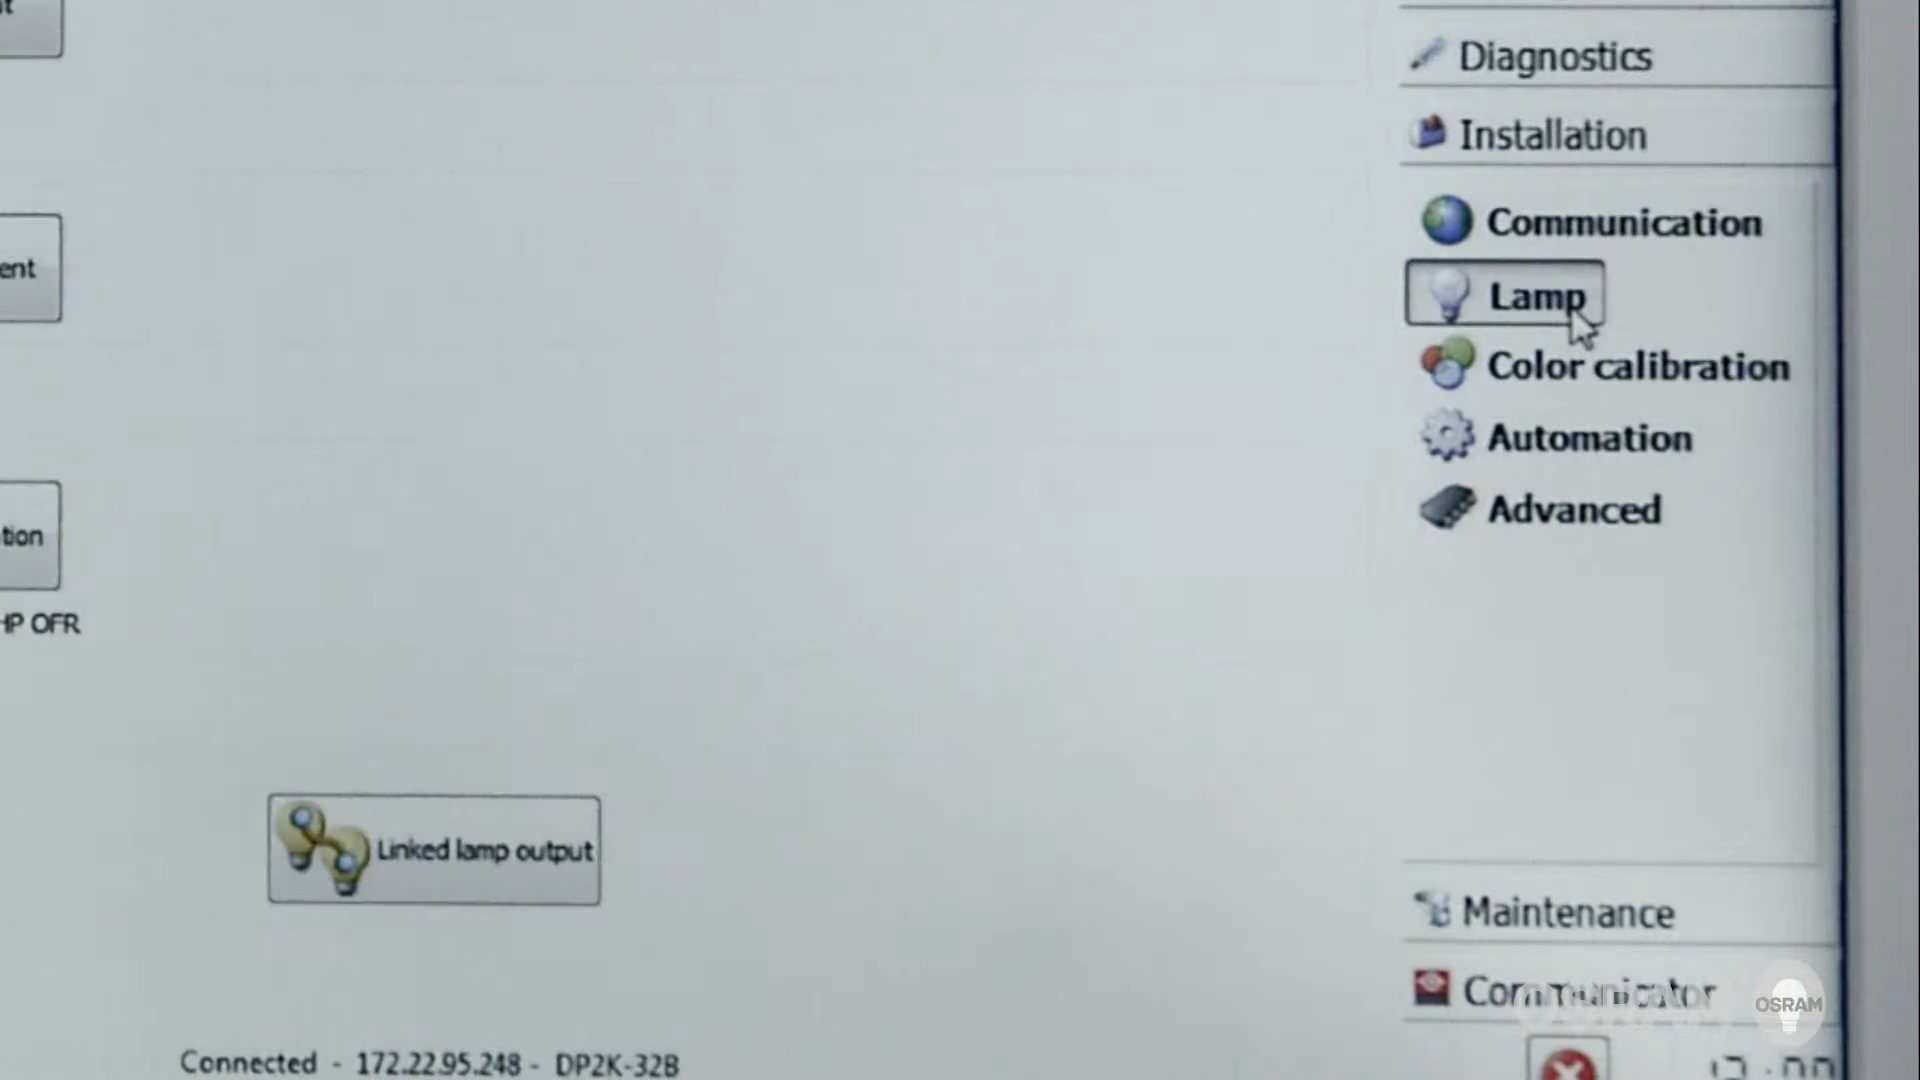 Diagnostics
Installation
Communication
Lamp
Color calibration
Automation
Advanced
ent
tion
HP OFR
Linked lamp output
Maintenance
Communicator
OSRAM
Connected - 172.22.95.248 - DP2K-32B